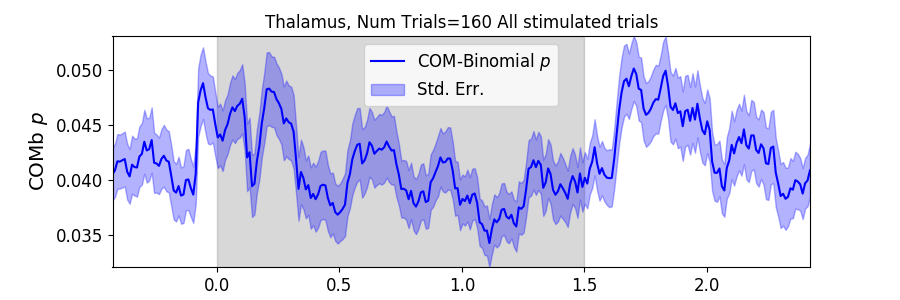 Thalamus, Num Trials=160 All stimulated trials
COM-Binomial p
Std. Err.
COMb p
0.050
0.045
0.040
0.035
0.0 0.5 1.0 1.5 2.0